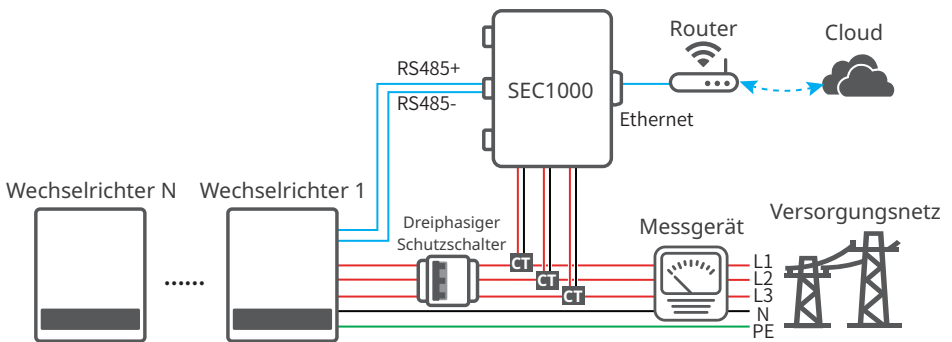 Router
Cloud
RS485+
RS485-
SEC1000
Ethernet
Wechselrichter N
Wechselrichter 1
Dreiphasiger
Schutzschalter
Messgerät
Versorgungsnetz
CT
CT
CT
L1
L2
L3
N
PE